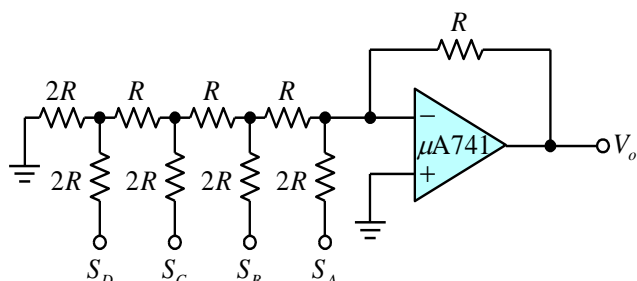 R
2R R R R
−
μA741
+
V_o
2R 2R 2R 2R
S_D S_C S_B S_A